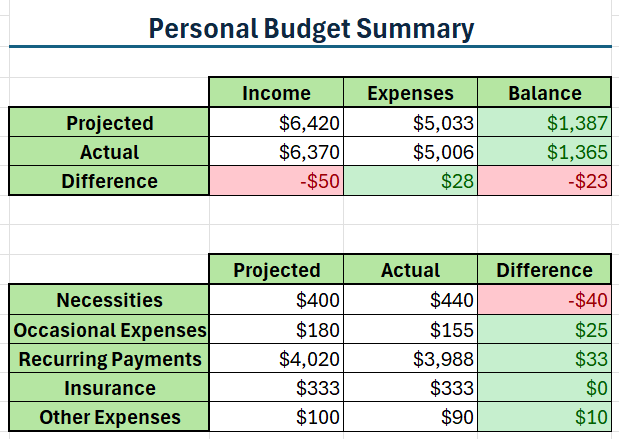 Personal Budget Summary
Income Expenses Balance
Projected $6,420 $5,033 $1,387
Actual $6,370 $5,006 $1,365
Difference -$50 $28 -$23
Projected Actual Difference
Necessities $400 $440 -$40
Occasional Expenses $180 $155 $25
Recurring Payments $4,020 $3,988 $33
Insurance $333 $333 $0
Other Expenses $100 $90 $10